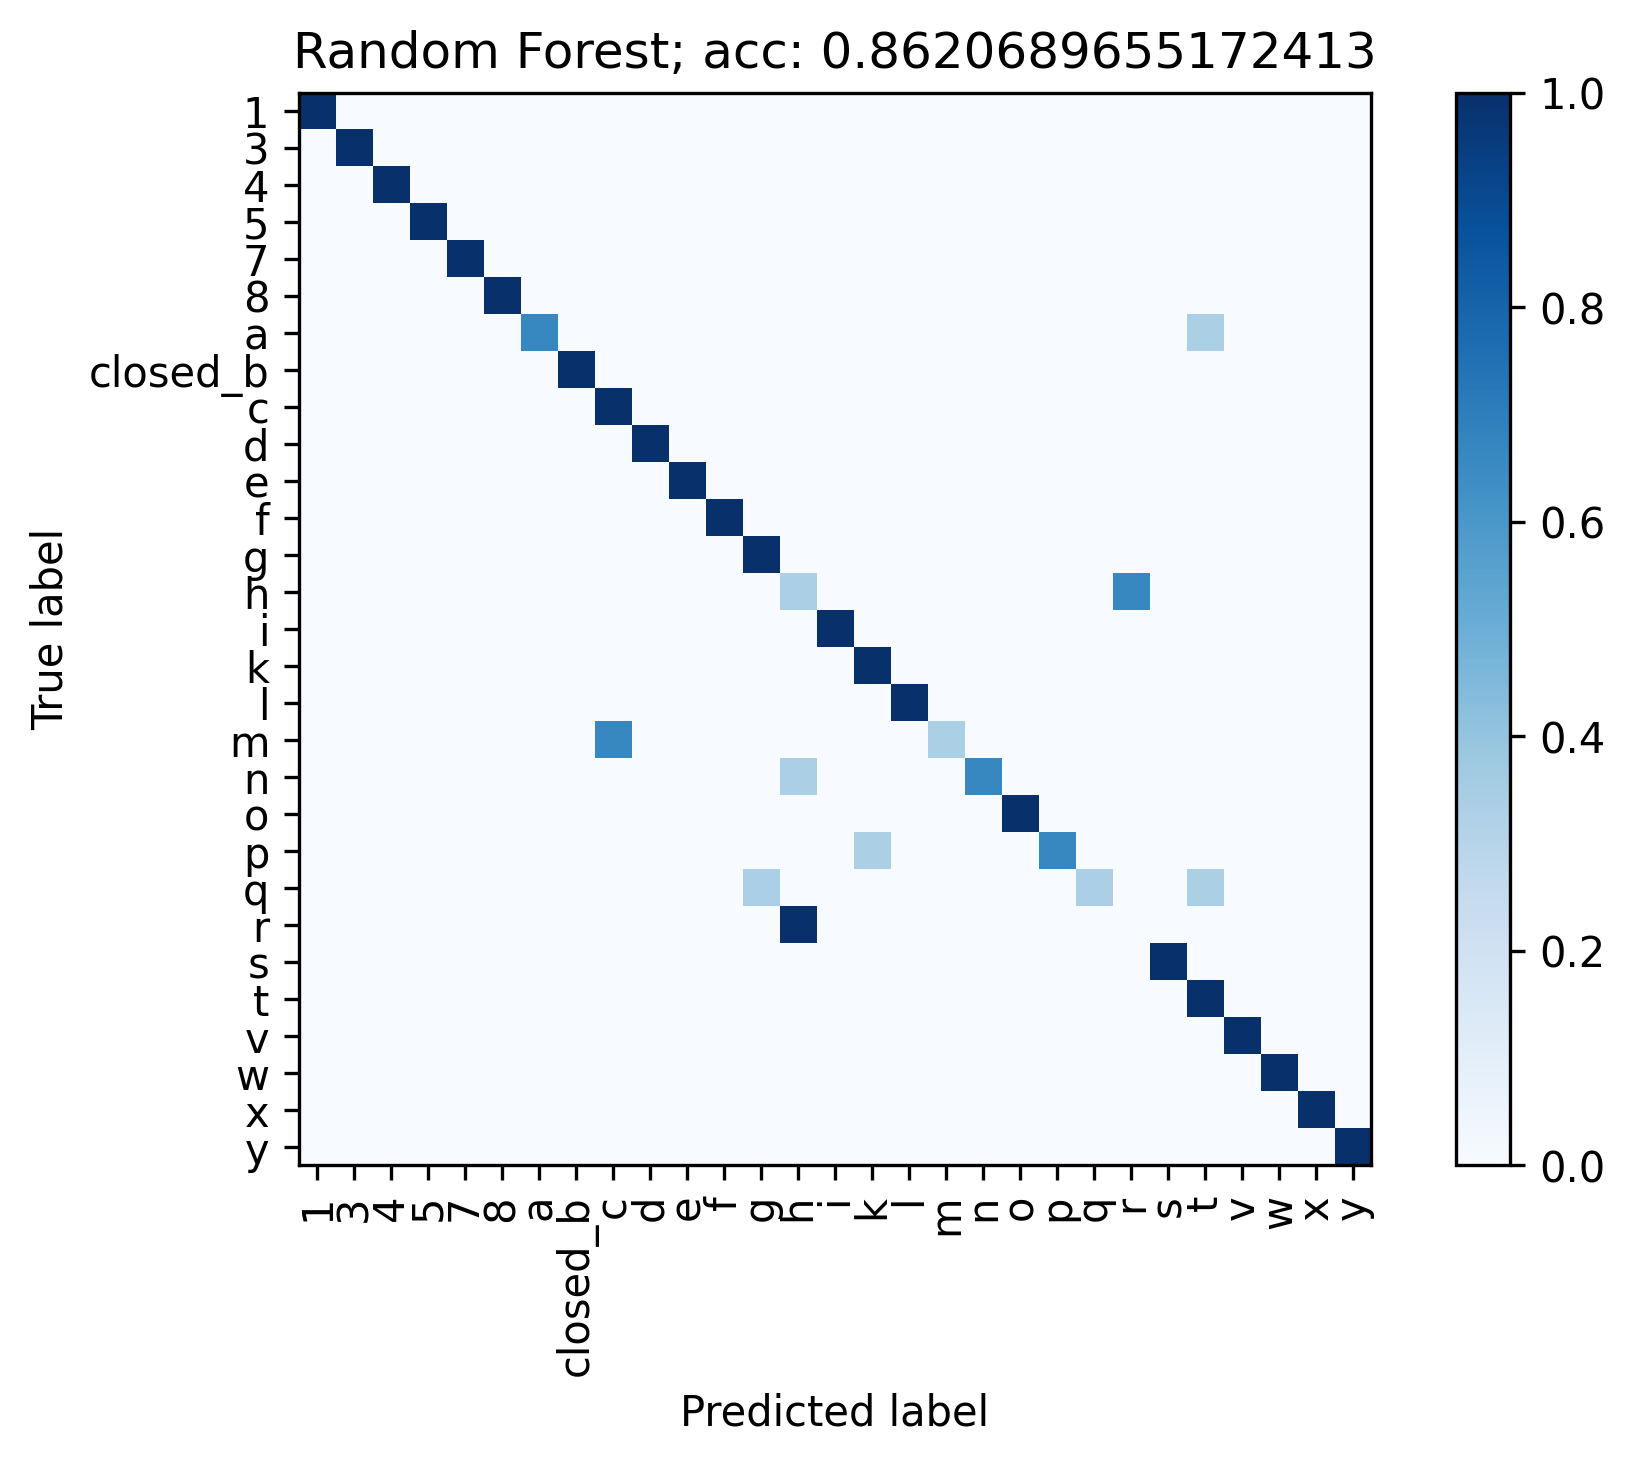 Random Forest; acc: 0.8620689655172413
True label
1
3
4
5
7
8
a
closed_b
c
d
e
f
g
h
i
k
l
m
n
o
p
q
r
s
t
v
w
x
y
1 3 4 5 7 8 a closed_b c d e f g h i k l m n o p q r s t v w x y
Predicted label
1.0
0.8
0.6
0.4
0.2
0.0